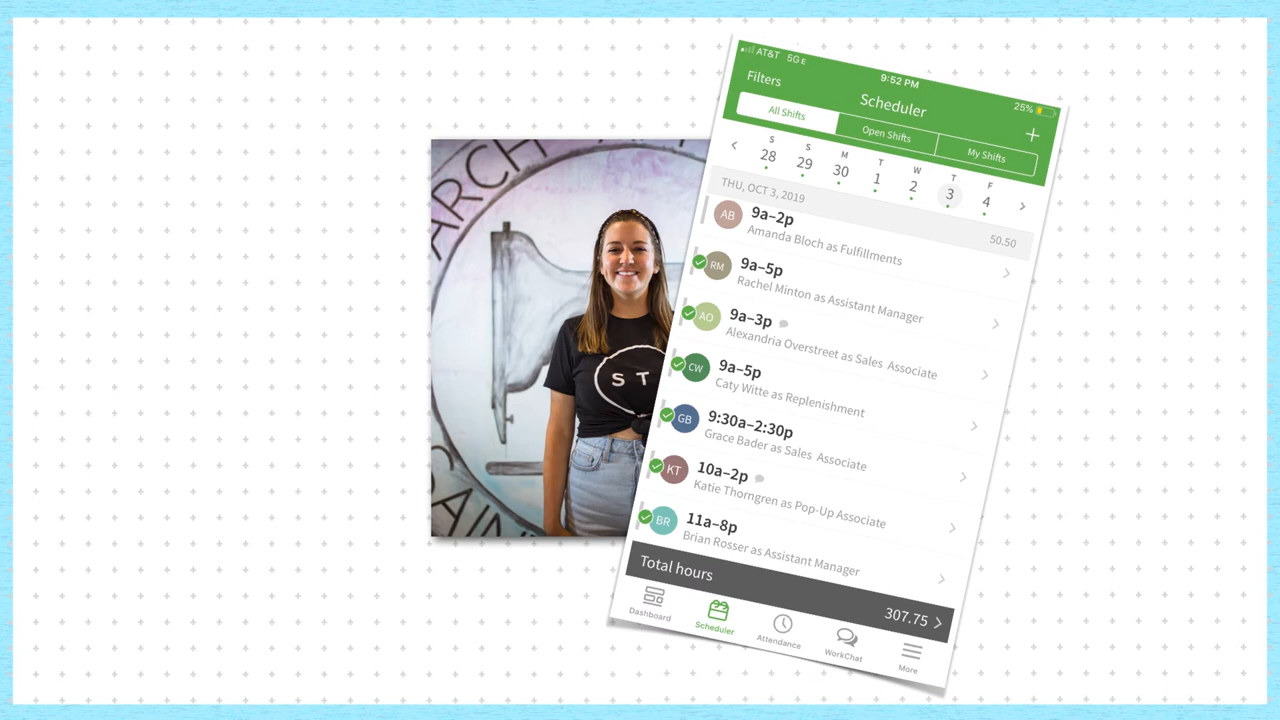 ARCH
AIN
ST
AT&T 5GE
9:52 PM
25%
Filters
Scheduler
All Shifts
Open Shifts
My Shifts
S S M T W T F
28 29 30 1 2 3 4
THU, OCT 3, 2019
50.50
AB
9a–2p
Amanda Bloch as Fulfillments
RM
9a–5p
Rachel Minton as Assistant Manager
AO
9a–3p
Alexandria Overstreet as Sales Associate
CW
9a–5p
Caty Witte as Replenishment
GB
9:30a–2:30p
Grace Bader as Sales Associate
KT
10a–2p
Katie Thorngren as Pop-Up Associate
BR
11a–8p
Brian Rosser as Assistant Manager
Total hours
307.75
Dashboard
Scheduler
Attendance
WorkChat
More